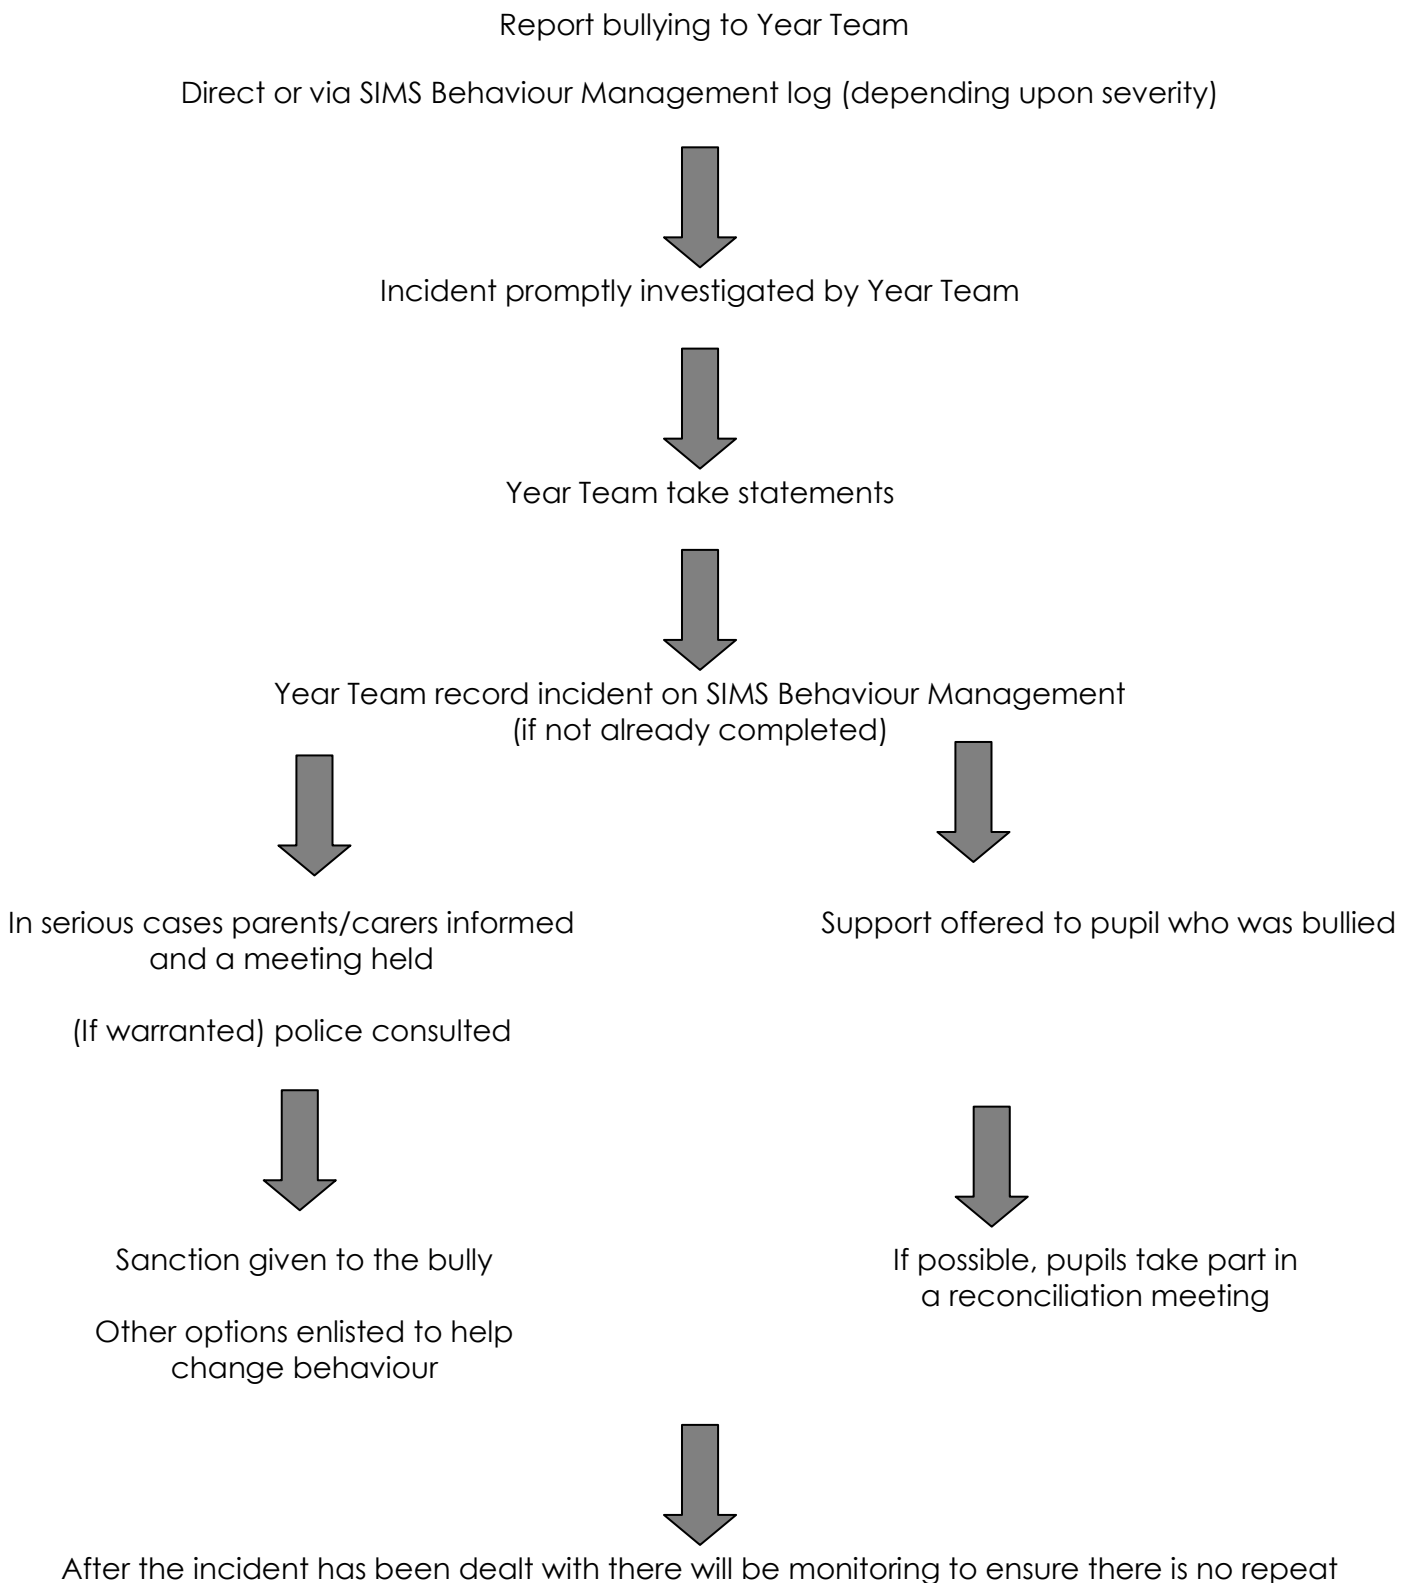 Report bullying to Year Team
Direct or via SIMS Behaviour Management log (depending upon severity)
Incident promptly investigated by Year Team
Year Team take statements
Year Team record incident on SIMS Behaviour Management
(if not already completed)
In serious cases parents/carers informed
and a meeting held
(If warranted) police consulted
Support offered to pupil who was bullied
Sanction given to the bully
Other options enlisted to help
change behaviour
If possible, pupils take part in
a reconciliation meeting
After the incident has been dealt with there will be monitoring to ensure there is no repeat